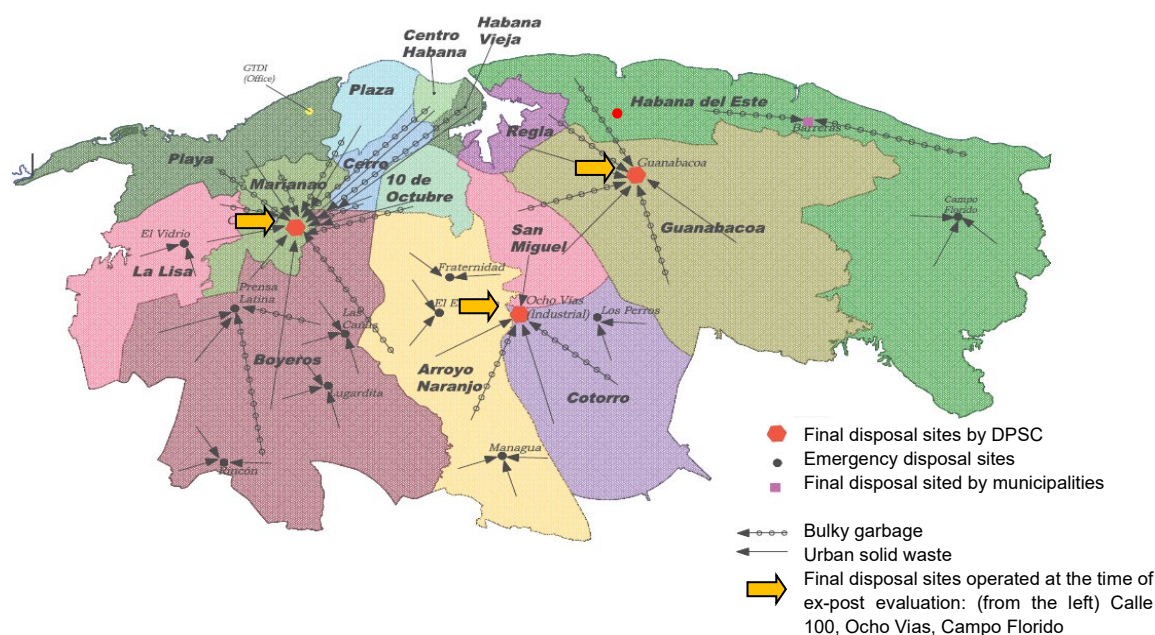 Habana
Vieja
Centro
Habana
GTDI
(Office)
Plaza
Habana del Este
Barreras
Regla
Playa
Cerro
Guanabacoa
Marianao
10 de
Octubre
Campo
Florido
San
Miguel
Guanabacoa
El Vidrio
La Lisa
Fraternidad
Prensa
Latina
Ocho Vias
(Industrial)
Los Perros
Las
Boyeros
Arroyo
Naranjo
Lugardita
Cotorro
Managua
Rincón
Final disposal sites by DPSC
Emergency disposal sites
Final disposal sited by municipalities
Bulky garbage
Urban solid waste
Final disposal sites operated at the time of
ex-post evaluation: (from the left) Calle
100, Ocho Vias, Campo Florido